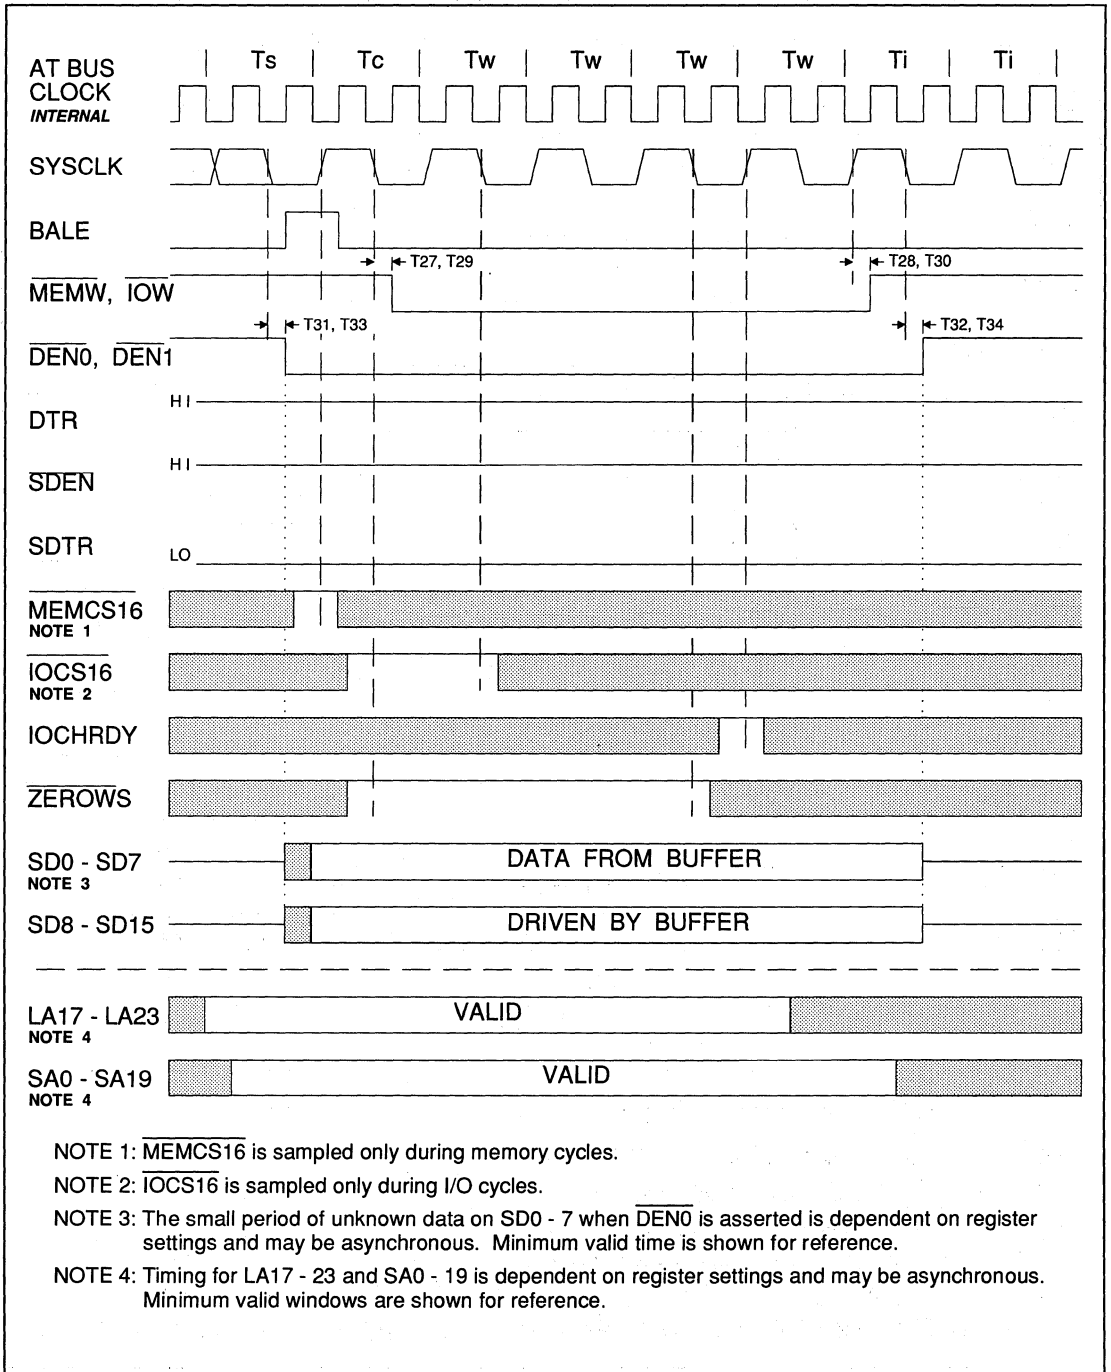 Ts Tc Tw Tw Tw Tw Ti Ti
AT BUS
CLOCK
INTERNAL
SYSCLK
BALE
T27, T29 T28, T30
MEMW, IOW
T31, T33 T32, T34
DEN0, DEN1
HI
DTR
HI
SDEN
SDTR
LO
MEMCS16
NOTE 1
IOCS16
NOTE 2
IOCHRDY
ZEROWS
SD0 - SD7 DATA FROM BUFFER
NOTE 3
SD8 - SD15 DRIVEN BY BUFFER
LA17 - LA23 VALID
NOTE 4
SA0 - SA19 VALID
NOTE 4
NOTE 1: MEMCS16 is sampled only during memory cycles.
NOTE 2: IOCS16 is sampled only during I/O cycles.
NOTE 3: The small period of unknown data on SD0 - 7 when DEN0 is asserted is dependent on register
settings and may be asynchronous. Minimum valid time is shown for reference.
NOTE 4: Timing for LA17 - 23 and SA0 - 19 is dependent on register settings and may be asynchronous.
Minimum valid windows are shown for reference.